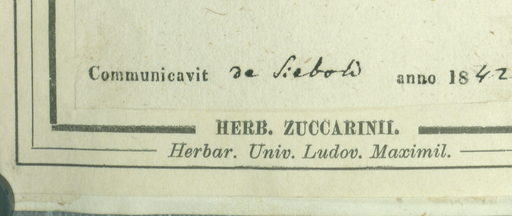 Communicavit de Siebold anno 1842
HERB. ZUCCARINII.
Herbar. Univ. Ludov. Maximil.